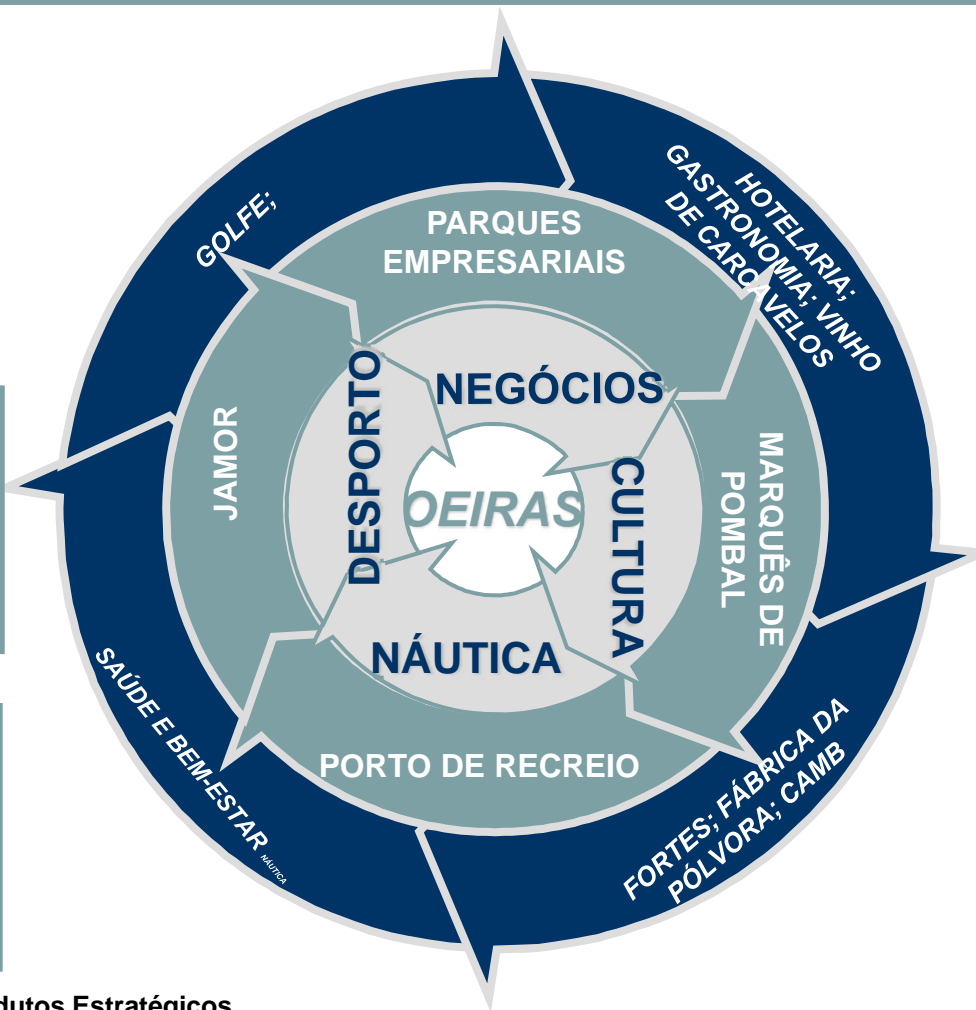 GOLFE;
HOTELARIA;
GASTRONOMIA; VINHO
DE CARCAVELOS
PARQUES
EMPRESARIAIS
NEGÓCIOS
DESPORTO
JAMOR
OEIRAS
CULTURA
MARQUÊS DE
POMBAL
NÁUTICA
PORTO DE RECREIO
SAÚDE E BEM-ESTAR NÁUTICA
FORTES; FÁBRICA DA
PÓLVORA; CAMB
dutos Estratégicos